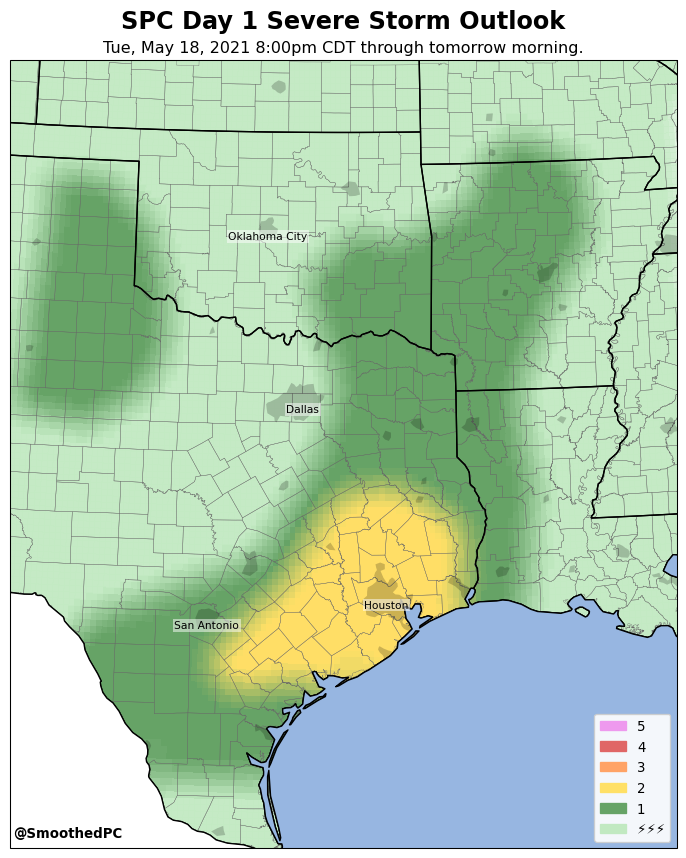 SPC Day 1 Severe Storm Outlook
Tue, May 18, 2021 8:00pm CDT through tomorrow morning.
Oklahoma City
Dallas
Houston
San Antonio
5
4
3
2
1
⚡⚡⚡
@SmoothedPC